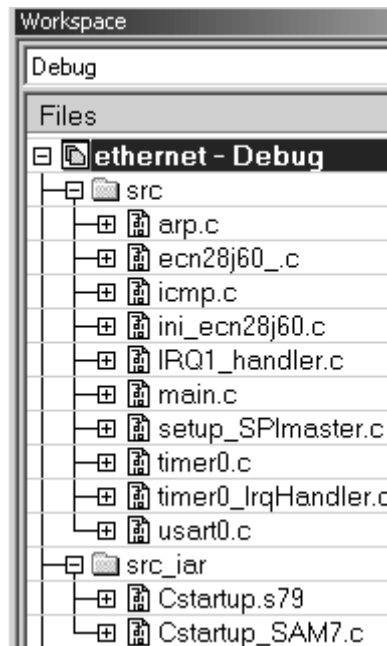 Workspace
Debug
Files
ethernet - Debug
src
arp.c
ecn28j60_.c
icmp.c
ini_ecn28j60.c
IRQ1_handler.c
main.c
setup_SPImaster.c
timer0.c
timer0_IrqHandler.c
usart0.c
src_iar
Cstartup.s79
Cstartup_SAM7.c